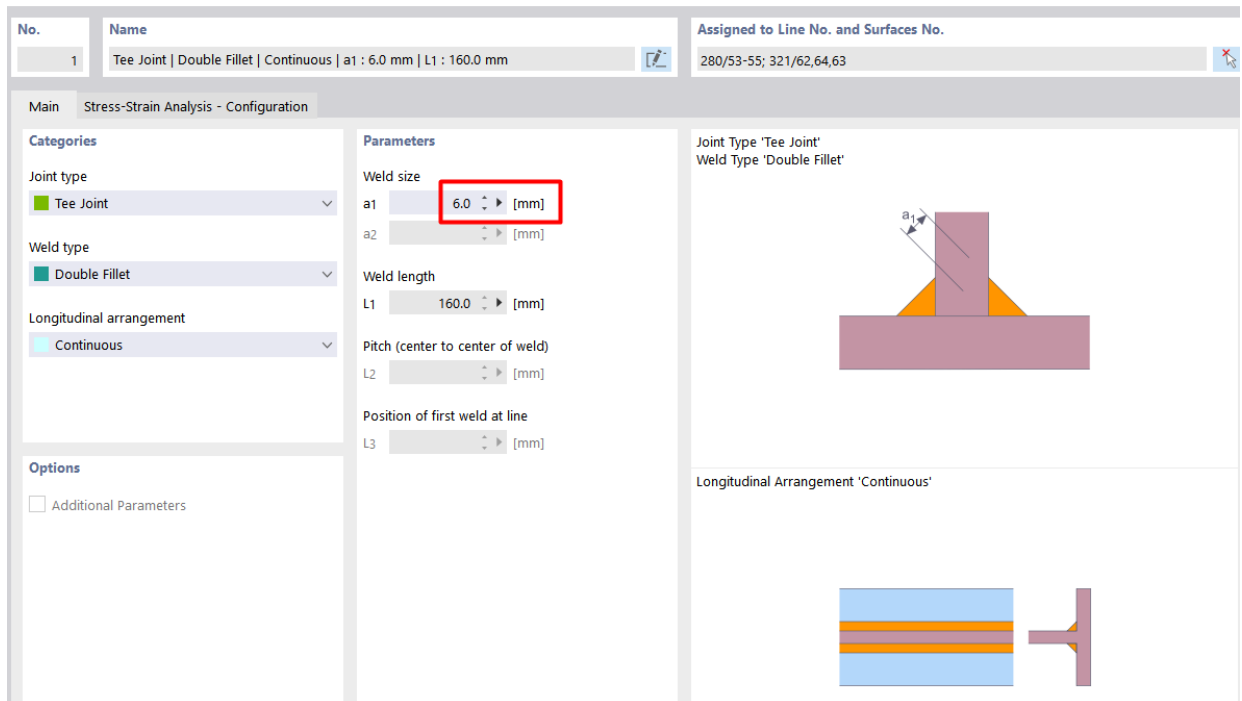 No.
1
Name
Tee Joint | Double Fillet | Continuous | a1 : 6.0 mm | L1 : 160.0 mm
Assigned to Line No. and Surfaces No.
280/53-55; 321/62,64,63
Main
Stress-Strain Analysis - Configuration
Categories
Joint type
Tee Joint
Weld type
Double Fillet
Longitudinal arrangement
Continuous
Options
Additional Parameters
Parameters
Weld size
a1 6.0 [mm]
a2 [mm]
Weld length
L1 160.0 [mm]
Pitch (center to center of weld)
L2 [mm]
Position of first weld at line
L3 [mm]
Joint Type 'Tee Joint'
Weld Type 'Double Fillet'
a1
Longitudinal Arrangement 'Continuous'